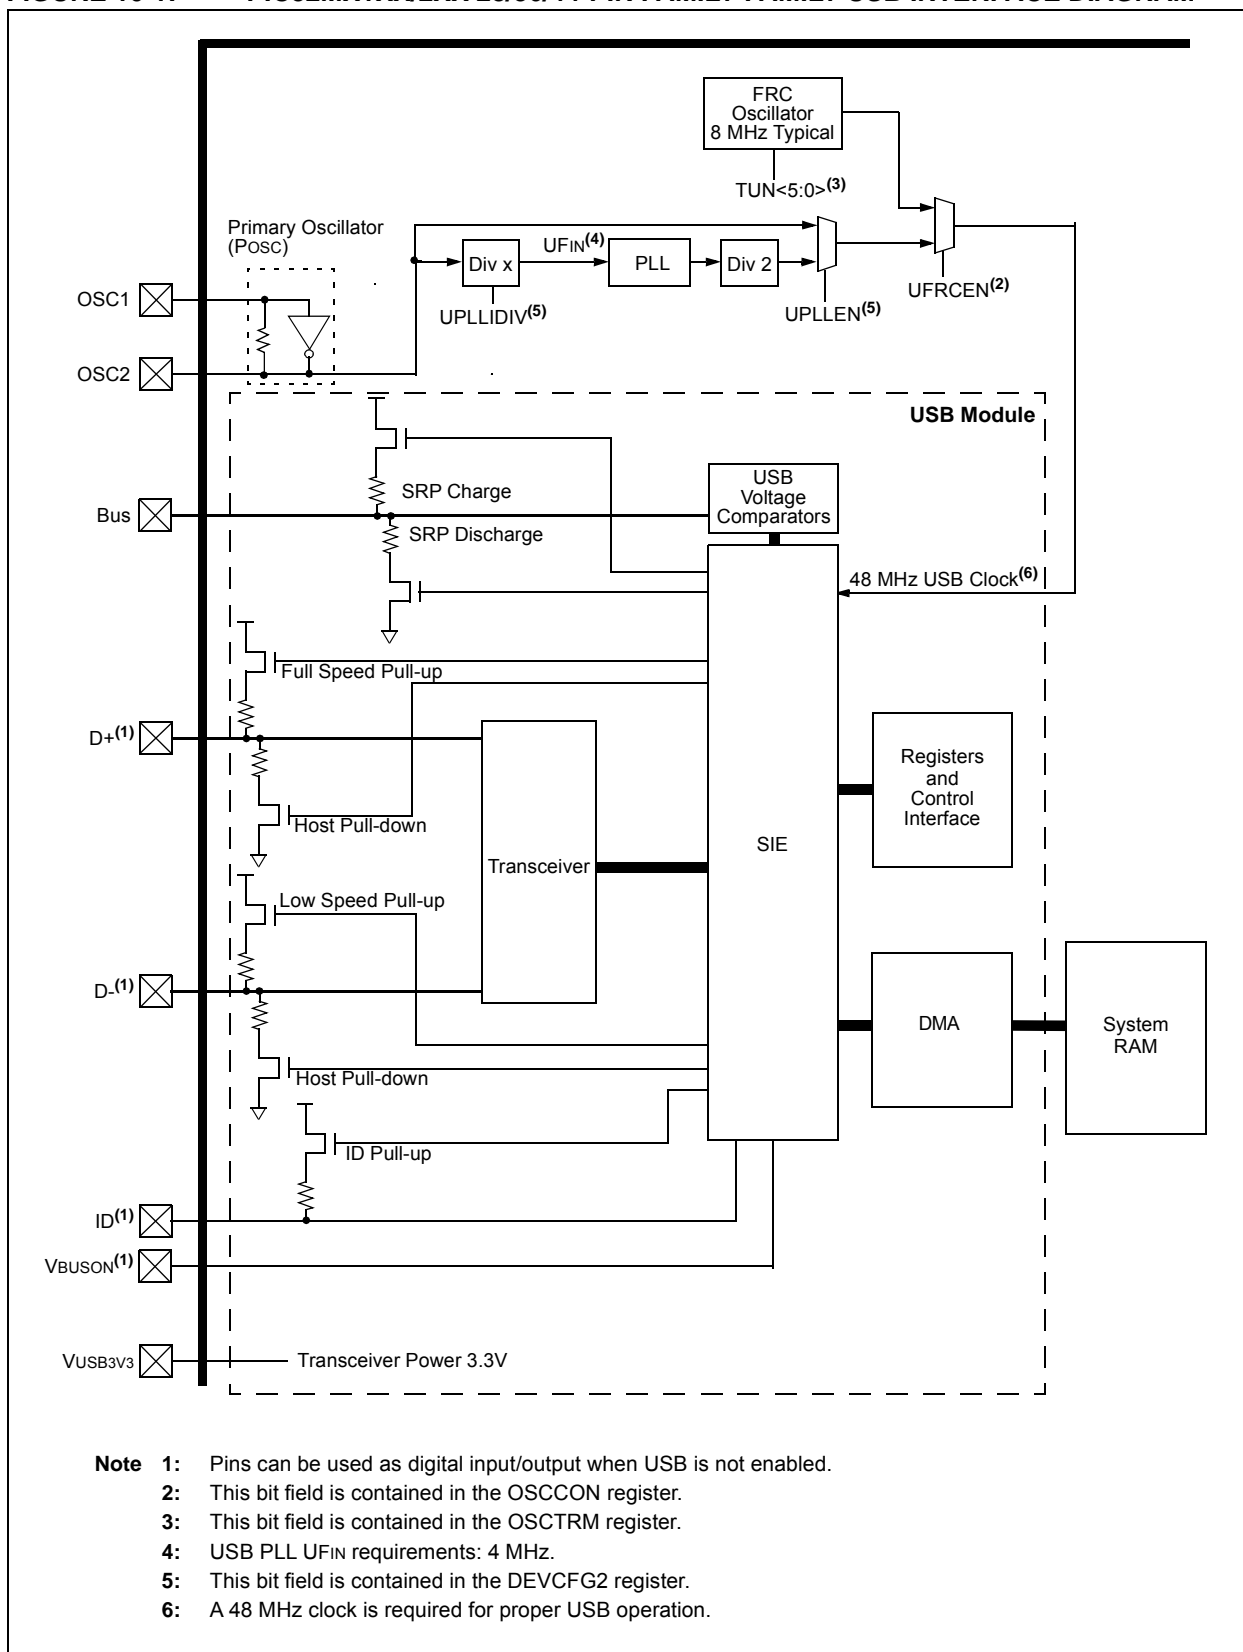 FRC
Oscillator
8 MHz Typical
TUN<5:0>(3)
Primary Oscillator
(POSC)
UFIN(4)
Div x
PLL
Div 2
UPLLIDIV(5)
UPLLEN(5)
UFRCEN(2)
OSC1
OSC2
USB Module
USB
Voltage
Comparators
SRP Charge
Bus
SRP Discharge
48 MHz USB Clock(6)
Full Speed Pull-up
D+(1)
Registers
and
Control
Interface
Host Pull-down
SIE
Transceiver
Low Speed Pull-up
D-(1)
DMA
System
RAM
Host Pull-down
ID Pull-up
ID(1)
VBUSON(1)
VUSB3V3
Transceiver Power 3.3V
Note 1: Pins can be used as digital input/output when USB is not enabled.
2: This bit field is contained in the OSCCON register.
3: This bit field is contained in the OSCTRM register.
4: USB PLL UFIN requirements: 4 MHz.
5: This bit field is contained in the DEVCFG2 register.
6: A 48 MHz clock is required for proper USB operation.